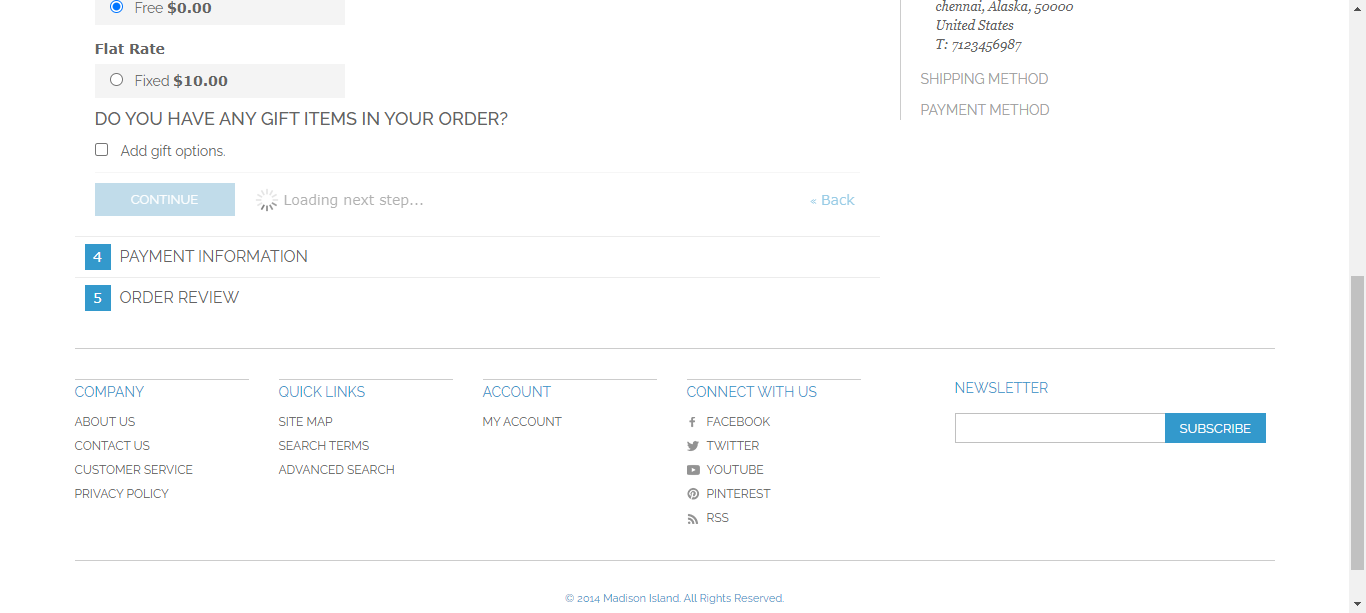 Free $0.00
Flat Rate
Fixed $10.00
DO YOU HAVE ANY GIFT ITEMS IN YOUR ORDER?
Add gift options.
CONTINUE
Loading next step...
« Back
4 PAYMENT INFORMATION
5 ORDER REVIEW
chennai, Alaska, 50000
United States
T: 7123456987
SHIPPING METHOD
PAYMENT METHOD
COMPANY
ABOUT US
CONTACT US
CUSTOMER SERVICE
PRIVACY POLICY
QUICK LINKS
SITE MAP
SEARCH TERMS
ADVANCED SEARCH
ACCOUNT
MY ACCOUNT
CONNECT WITH US
FACEBOOK
TWITTER
YOUTUBE
PINTEREST
RSS
NEWSLETTER
SUBSCRIBE
© 2014 Madison Island. All Rights Reserved.